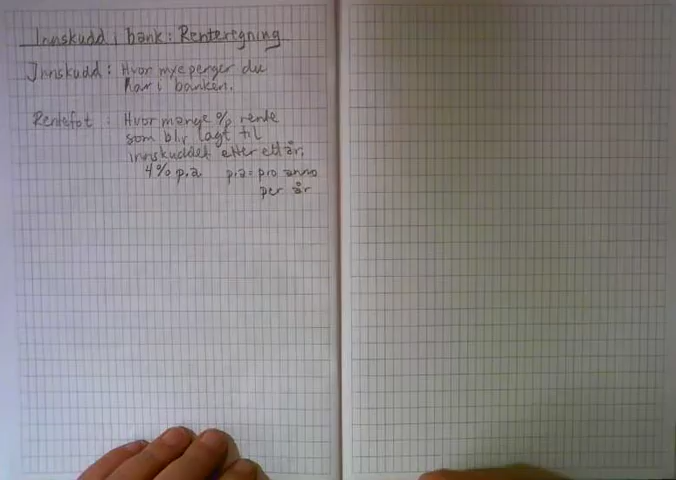 Innskudd i bank: Renteregning
Innskudd: Hvor mye penger du
har i banken.
Rentefot: Hvor mange % rente
som blir lagt til
innskuddet etter ett år.
4% p.a p.a = pro anno
per år